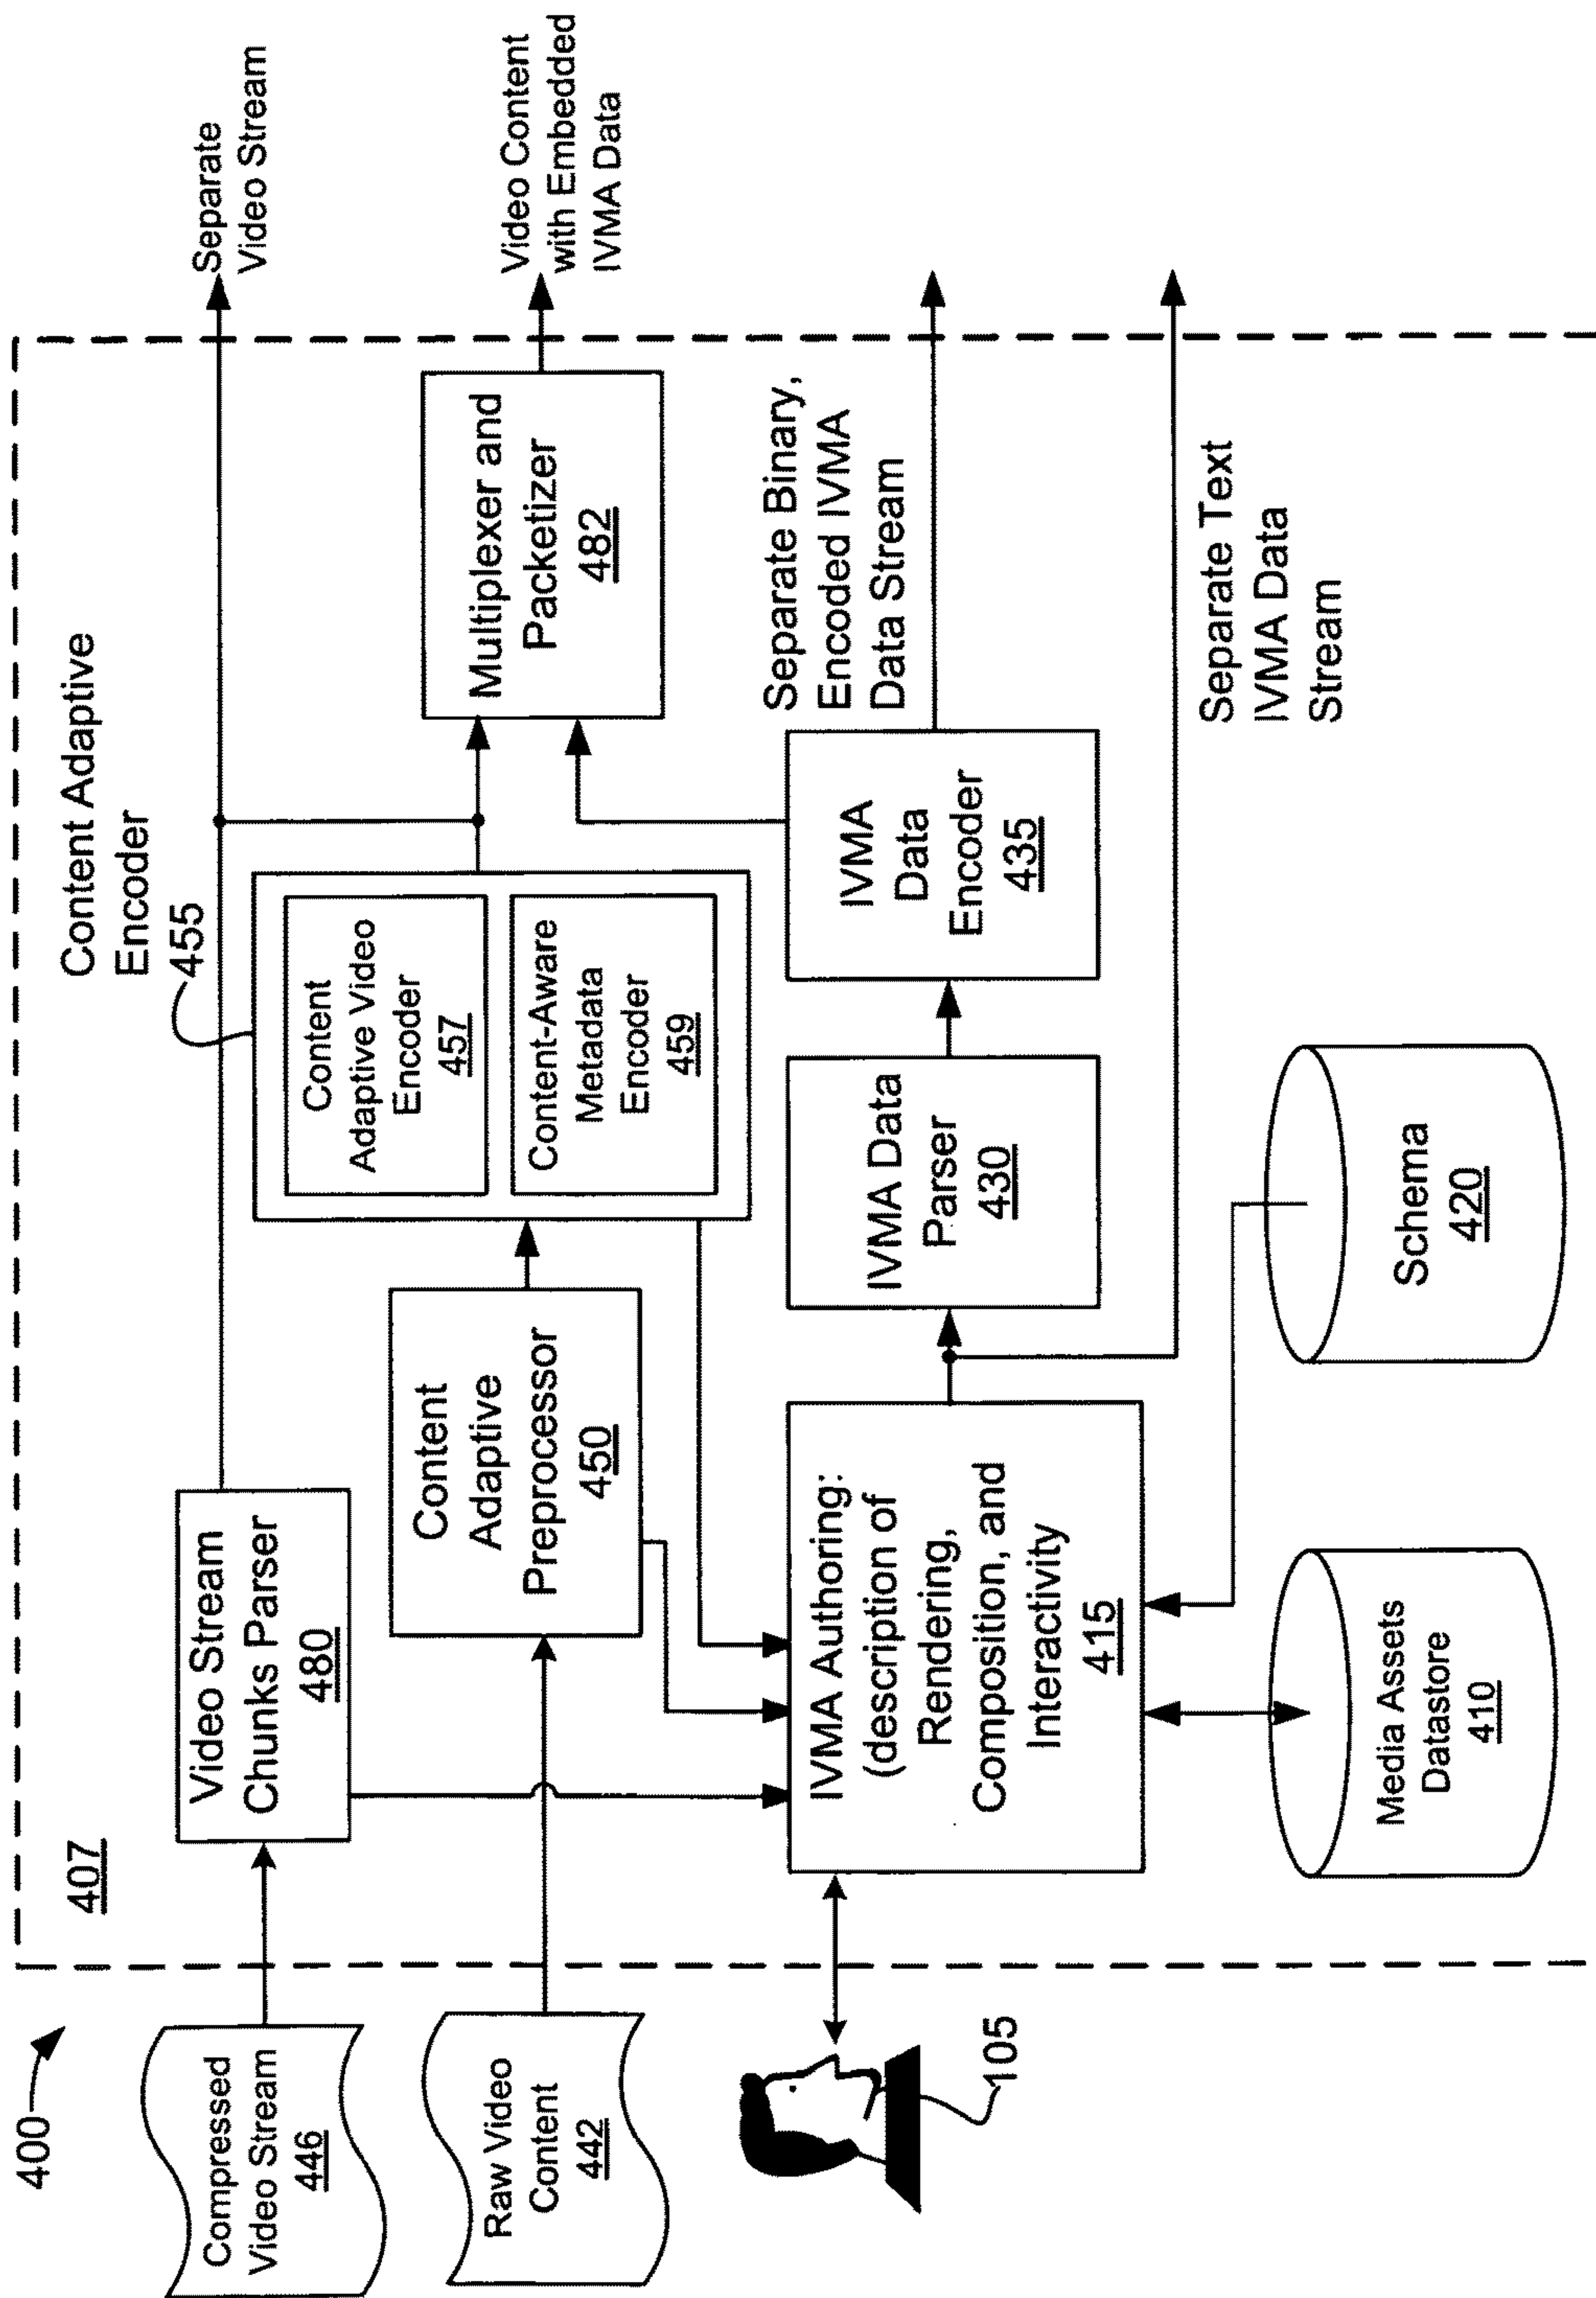 400
407
Compressed
Video Stream
446
Raw Video
Content
442
105
Video Stream
Chunks Parser
480
Content
Adaptive
Preprocessor
450
Content Adaptive
Encoder
455
Content
Adaptive Video
Encoder
457
Content-Aware
Metadata
Encoder
459
Multiplexer and
Packetizer
482
Separate
Video Stream
Video Content
with Embedded
IVMA Data
IVMA Authoring:
(description of
Rendering,
Composition, and
Interactivity
415
IVMA Data
Parser
430
IVMA
Data
Encoder
435
Separate Binary,
Encoded IVMA
Data Stream
Separate Text
IVMA Data
Stream
Media Assets
Datastore
410
Schema
420